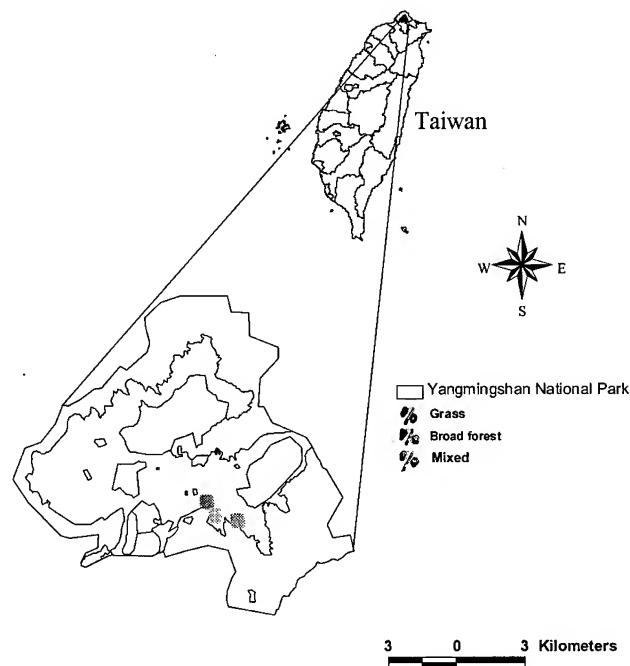 Taiwan
N
W E
S
Yangmingshan National Park
Grass
Broad forest
Mixed
3 0 3 Kilometers